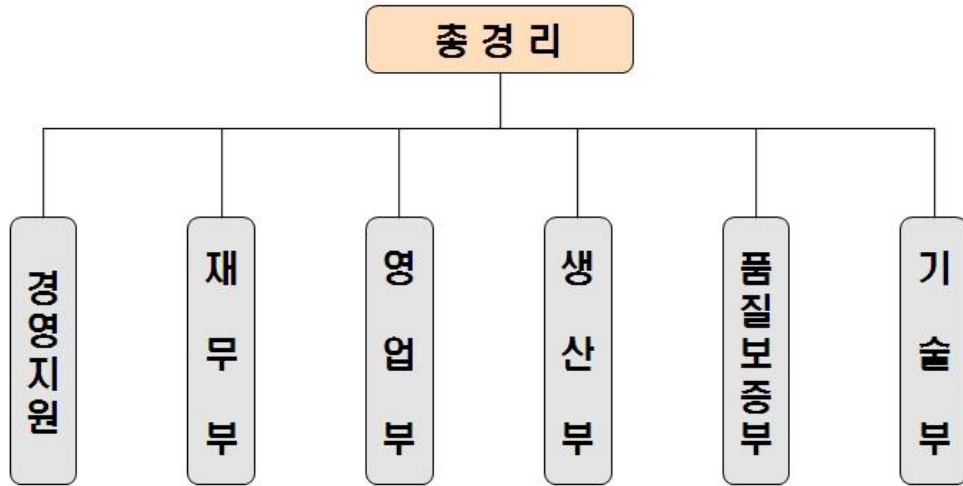 총 경 리
경영지원
재 무 부
영 업 부
생 산 부
품질보증부
기 술 부